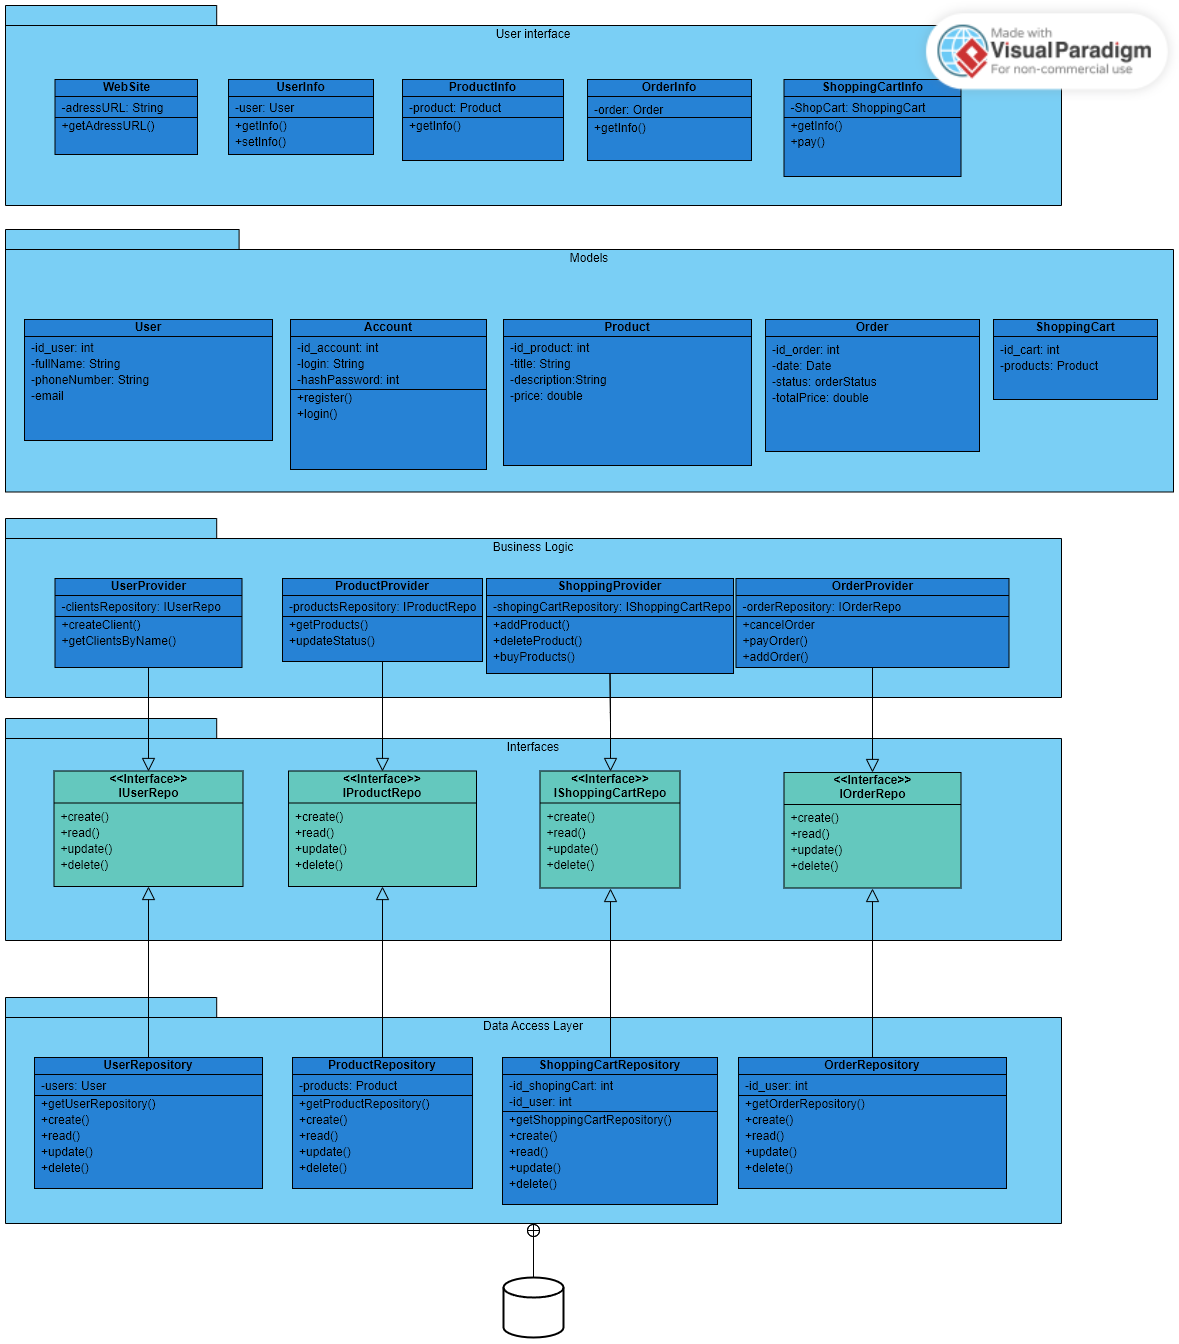 User interface
Made with
Visual Paradigm
For non-commercial use
WebSite
-adressURL: String
+getAdressURL()
UserInfo
-user: User
+getInfo()
+setInfo()
ProductInfo
-product: Product
+getInfo()
OrderInfo
-order: Order
+getInfo()
ShoppingCartInfo
-ShopCart: ShoppingCart
+getInfo()
+pay()
Models
User
-id_user: int
-fullName: String
-phoneNumber: String
-email
Account
-id_account: int
-login: String
-hashPassword: int
+register()
+login()
Product
-id_product: int
-title: String
-description:String
-price: double
Order
-id_order: int
-date: Date
-status: orderStatus
-totalPrice: double
ShoppingCart
-id_cart: int
-products: Product
Business Logic
UserProvider
-clientsRepository: IUserRepo
+createClient()
+getClientsByName()
ProductProvider
-productsRepository: IProductRepo
+getProducts()
+updateStatus()
ShoppingProvider
-shopingCartRepository: IShoppingCartRepo
+addProduct()
+deleteProduct()
+buyProducts()
OrderProvider
-orderRepository: IOrderRepo
+cancelOrder
+payOrder()
+addOrder()
Interfaces
<<Interface>>
IUserRepo
+create()
+read()
+update()
+delete()
<<Interface>>
IProductRepo
+create()
+read()
+update()
+delete()
<<Interface>>
IShoppingCartRepo
+create()
+read()
+update()
+delete()
<<Interface>>
IOrderRepo
+create()
+read()
+update()
+delete()
Data Access Layer
UserRepository
-users: User
+getUserRepository()
+create()
+read()
+update()
+delete()
ProductRepository
-products: Product
+getProductRepository()
+create()
+read()
+update()
+delete()
ShoppingCartRepository
-id_shopingCart: int
-id_user: int
+getShoppingCartRepository()
+create()
+read()
+update()
+delete()
OrderRepository
-id_user: int
+getOrderRepository()
+create()
+read()
+update()
+delete()